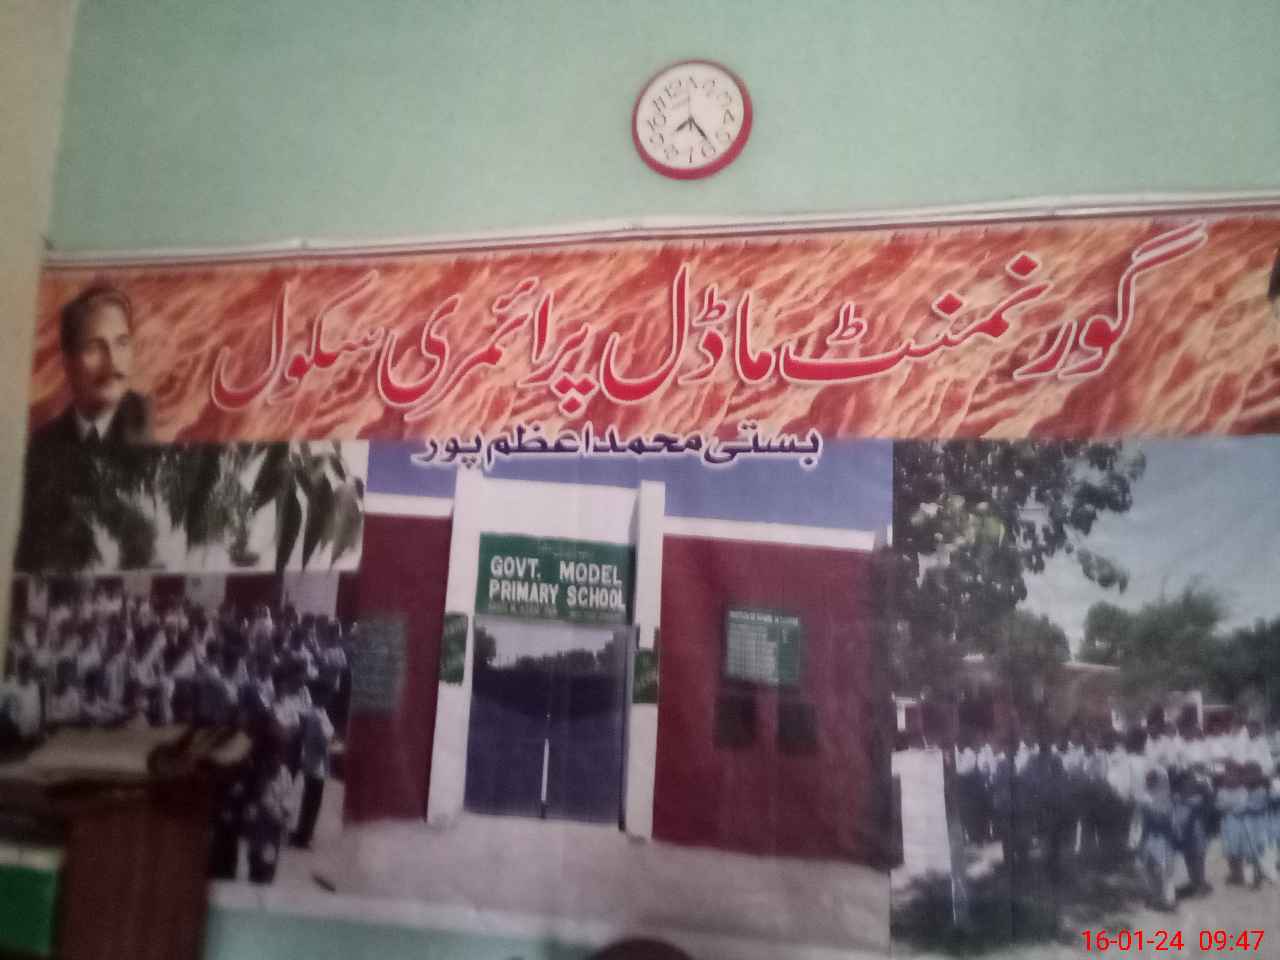 گورنمنٹ ماڈل پرائمری سکول
بستی محمد اعظم پور
GOVT. MODEL
PRIMARY SCHOOL
16-01-24 09:47